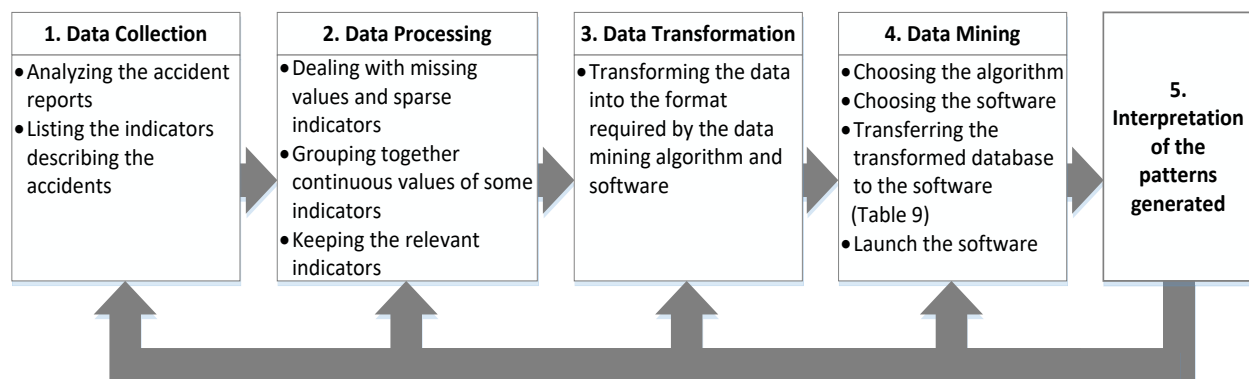 1. Data Collection
• Analyzing the accident
reports
• Listing the indicators
describing the
accidents
2. Data Processing
• Dealing with missing
values and sparse
indicators
• Grouping together
continuous values of some
indicators
• Keeping the relevant
indicators
3. Data Transformation
• Transforming the data
into the format
required by the data
mining algorithm and
software
4. Data Mining
• Choosing the algorithm
• Choosing the software
• Transferring the
transformed database
to the software
(Table 9)
• Launch the software
5.
Interpretation
of the
patterns
generated